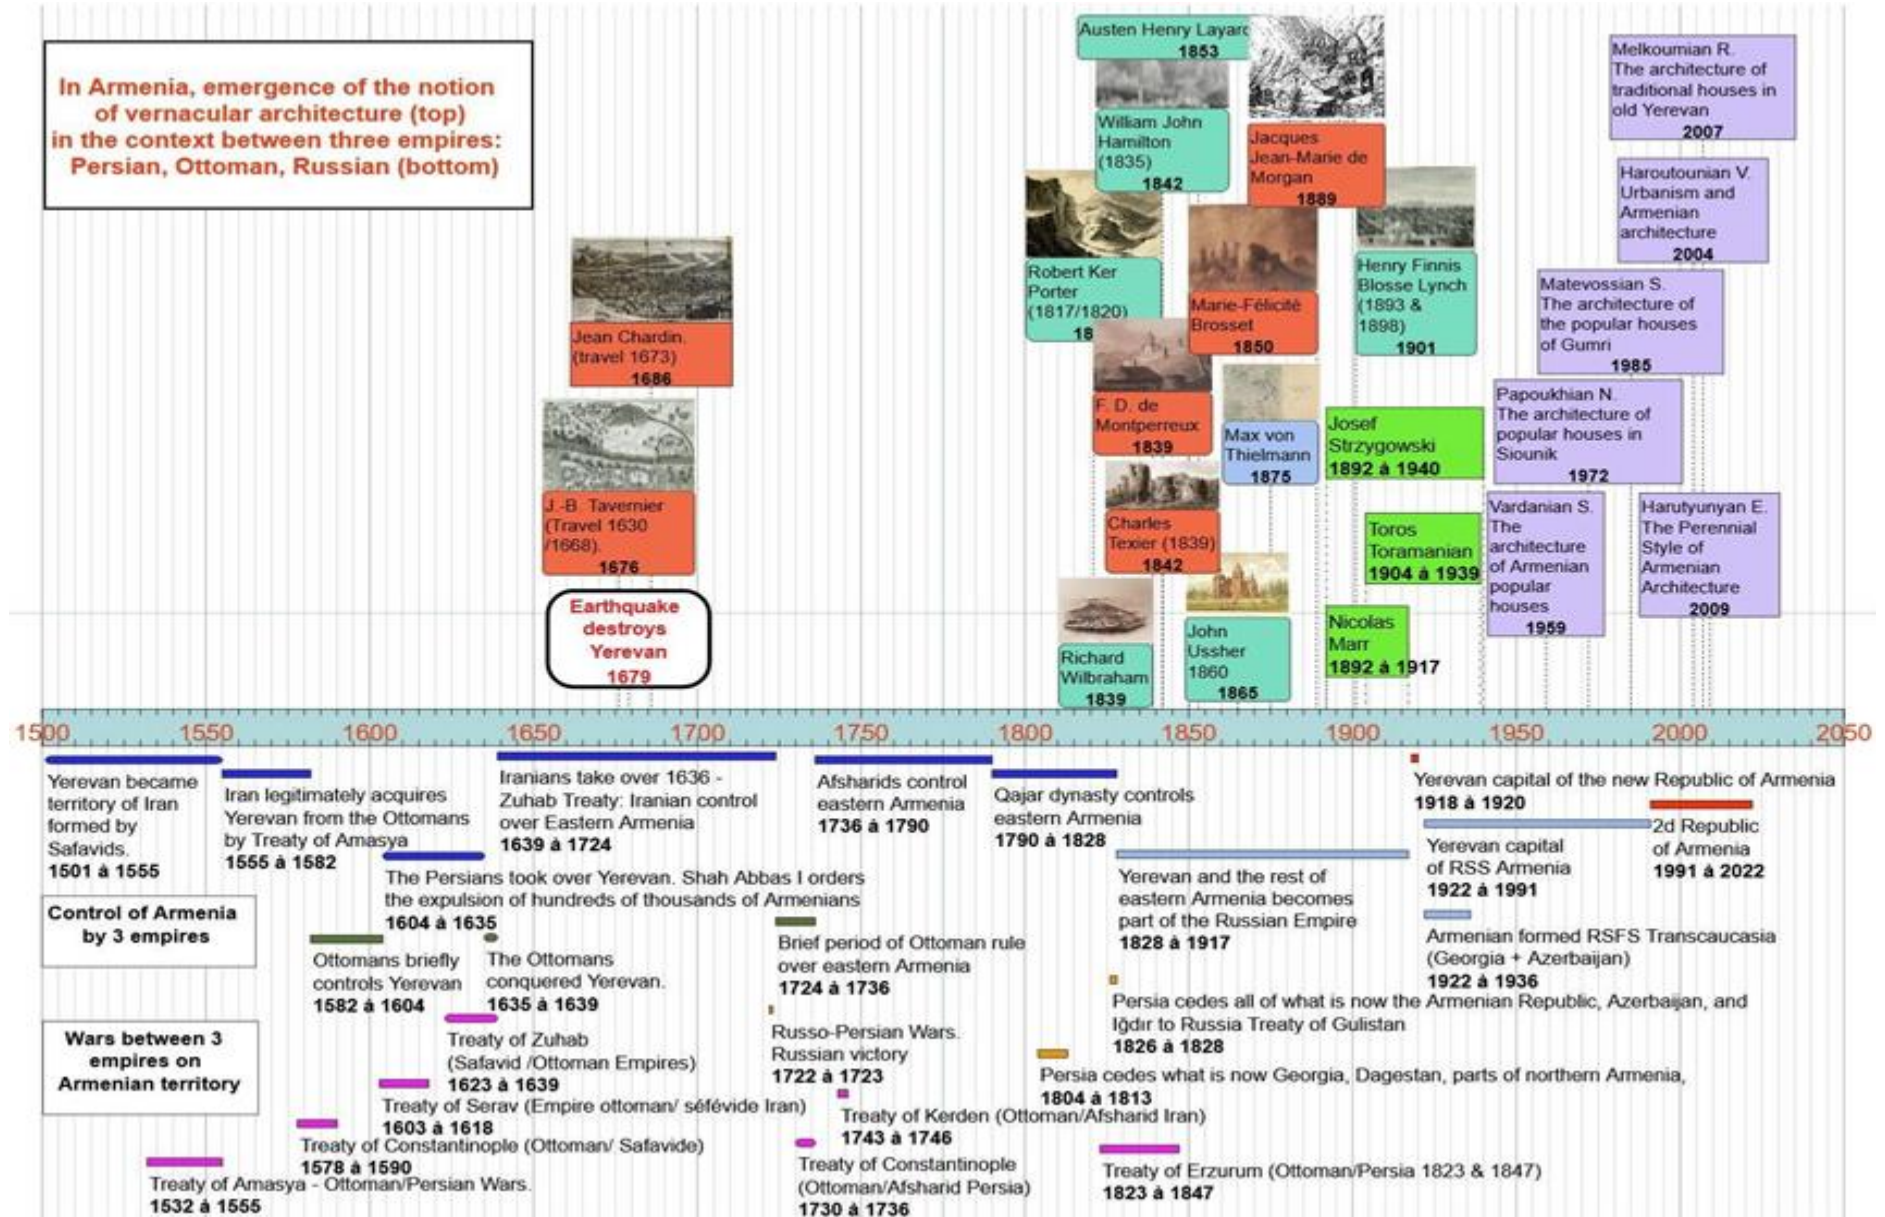 In Armenia, emergence of the notion
of vernacular architecture (top)
in the context between three empires:
Persian, Ottoman, Russian (bottom)
Jean Chardin.
(travel 1673)
1686
J.-B. Tavernier
(Travel 1630
/1668).
1676
Earthquake
destroys
Yerevan
1679
Austen Henry Layard
1853
William John
Hamilton
(1835)
1842
Jacques
Jean-Marie de
Morgan
1889
Robert Ker
Porter
(1817/1820)
18
Marie-Félicité
Brosset
1850
Henry Finnis
Blosse Lynch
(1893 &
1898)
1901
F. D. de
Montperreux
1839
Max von
Thielmann
1875
Charles
Texier (1839)
1842
Richard
Wilbraham
1839
John
Ussher
1860
1865
Josef
Strzygowski
1892 à 1940
Toros
Toramanian
1904 à 1939
Nicolas
Marr
1892 à 1917
Melkoumian R.
The architecture of
traditional houses in
old Yerevan
2007
Haroutounian V.
Urbanism and
Armenian
architecture
2004
Matevossian S.
The architecture of
the popular houses
of Gumri
1985
Papoukhian N.
The architecture of
popular houses in
Siounik
1972
Vardanian S.
The
architecture
of Armenian
popular
houses
1959
Harutyunyan E.
The Perennial
Style of
Armenian
Architecture
2009
1500 1550 1600 1650 1700 1750 1800 1850 1900 1950 2000 2050
Yerevan became
territory of Iran
formed by
Safavids.
1501 à 1555
Iran legitimately acquires
Yerevan from the Ottomans
by Treaty of Amasya
1555 à 1582
Iranians take over 1636 -
Zuhab Treaty: Iranian control
over Eastern Armenia
1639 à 1724
Afsharids control
eastern Armenia
1736 à 1790
Qajar dynasty controls
eastern Armenia
1790 à 1828
Yerevan capital of the new Republic of Armenia
1918 à 1920
2d Republic
of Armenia
1991 à 2022
Yerevan capital
of RSS Armenia
1922 à 1991
The Persians took over Yerevan. Shah Abbas I orders
the expulsion of hundreds of thousands of Armenians
1604 à 1635
Yerevan and the rest of
eastern Armenia becomes
part of the Russian Empire
1828 à 1917
Control of Armenia
by 3 empires
Ottomans briefly
controls Yerevan
1582 à 1604
The Ottomans
conquered Yerevan.
1635 à 1639
Brief period of Ottoman rule
over eastern Armenia
1724 à 1736
Armenian formed RSFS Transcaucasia
(Georgia + Azerbaijan)
1922 à 1936
Persia cedes all of what is now the Armenian Republic, Azerbaijan, and
Iğdır to Russia Treaty of Gulistan
1826 à 1828
Wars between 3
empires on
Armenian territory
Treaty of Zuhab
(Safavid /Ottoman Empires)
1623 à 1639
Russo-Persian Wars.
Russian victory
1722 à 1723
Persia cedes what is now Georgia, Dagestan, parts of northern Armenia,
1804 à 1813
Treaty of Serav (Empire ottoman/ séfévide Iran)
1603 à 1618
Treaty of Kerden (Ottoman/Afsharid Iran)
1743 à 1746
Treaty of Constantinople (Ottoman/ Safavide)
1578 à 1590
Treaty of Constantinople
(Ottoman/Afsharid Persia)
1730 à 1736
Treaty of Erzurum (Ottoman/Persia 1823 & 1847)
1823 à 1847
Treaty of Amasya - Ottoman/Persian Wars.
1532 à 1555